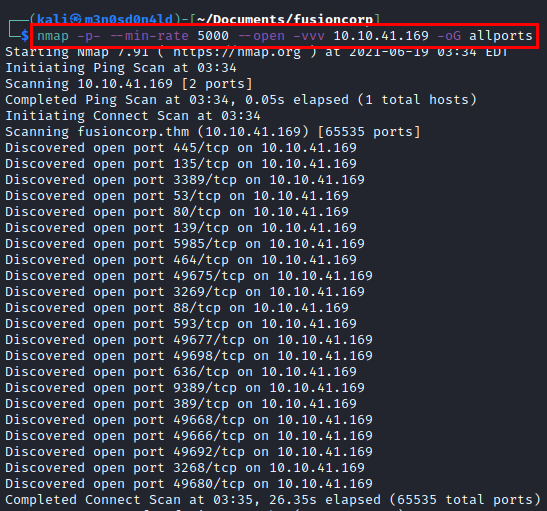 ┌──(kali㉿m3n0sd0n4ld)-[~/Documents/fusioncorp]
└─$ nmap -p- --min-rate 5000 --open -vvv 10.10.41.169 -oG allports
Starting Nmap 7.91 ( https://nmap.org ) at 2021-06-19 03:34 EDT
Initiating Ping Scan at 03:34
Scanning 10.10.41.169 [2 ports]
Completed Ping Scan at 03:34, 0.05s elapsed (1 total hosts)
Initiating Connect Scan at 03:34
Scanning fusioncorp.thm (10.10.41.169) [65535 ports]
Discovered open port 445/tcp on 10.10.41.169
Discovered open port 135/tcp on 10.10.41.169
Discovered open port 3389/tcp on 10.10.41.169
Discovered open port 53/tcp on 10.10.41.169
Discovered open port 80/tcp on 10.10.41.169
Discovered open port 139/tcp on 10.10.41.169
Discovered open port 5985/tcp on 10.10.41.169
Discovered open port 464/tcp on 10.10.41.169
Discovered open port 49675/tcp on 10.10.41.169
Discovered open port 3269/tcp on 10.10.41.169
Discovered open port 88/tcp on 10.10.41.169
Discovered open port 593/tcp on 10.10.41.169
Discovered open port 49677/tcp on 10.10.41.169
Discovered open port 49698/tcp on 10.10.41.169
Discovered open port 636/tcp on 10.10.41.169
Discovered open port 9389/tcp on 10.10.41.169
Discovered open port 389/tcp on 10.10.41.169
Discovered open port 49668/tcp on 10.10.41.169
Discovered open port 49666/tcp on 10.10.41.169
Discovered open port 49692/tcp on 10.10.41.169
Discovered open port 3268/tcp on 10.10.41.169
Discovered open port 49680/tcp on 10.10.41.169
Completed Connect Scan at 03:35, 26.35s elapsed (65535 total ports)